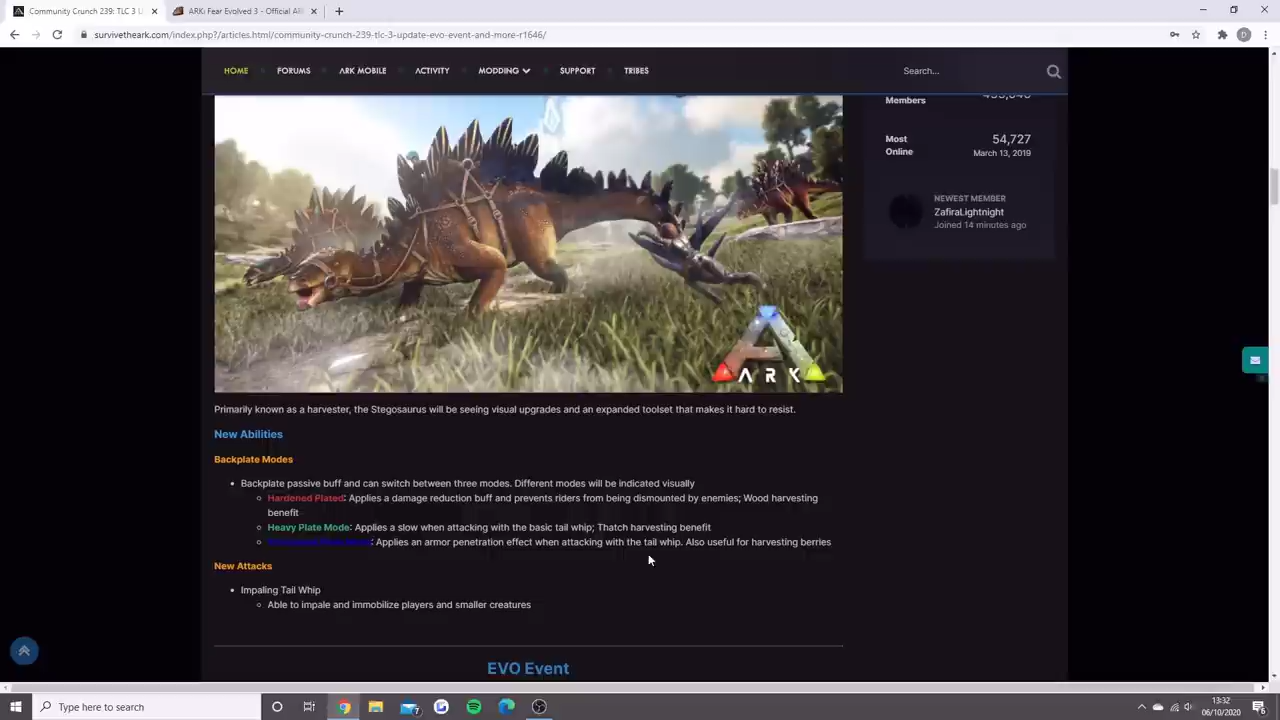 Community Crunch 239: TLC 3 U
ARK: Fear Evolved 3 - Official AR
survivetheark.com/index.php?/articles.html/community-crunch-239-tlc-3-update-evo-event-and-more-r1646/
HOME FORUMS ARK MOBILE ACTIVITY MODDING SUPPORT TRIBES Search...
Members
Most Online 54,727
March 13, 2019
NEWEST MEMBER
ZafiraLightnight
Joined 14 minutes ago
ARK
Primarily known as a harvester, the Stegosaurus will be seeing visual upgrades and an expanded toolset that makes it hard to resist.
New Abilities
Backplate Modes
Backplate passive buff and can switch between three modes. Different modes will be indicated visually
Hardened Plated: Applies a damage reduction buff and prevents riders from being dismounted by enemies; Wood harvesting
benefit
Heavy Plate Mode: Applies a slow when attacking with the basic tail whip; Thatch harvesting benefit
: Applies an armor penetration effect when attacking with the tail whip. Also useful for harvesting berries
New Attacks
Impaling Tail Whip
Able to impale and immobilize players and smaller creatures
EVO Event
Type here to search
13:32
06/10/2020